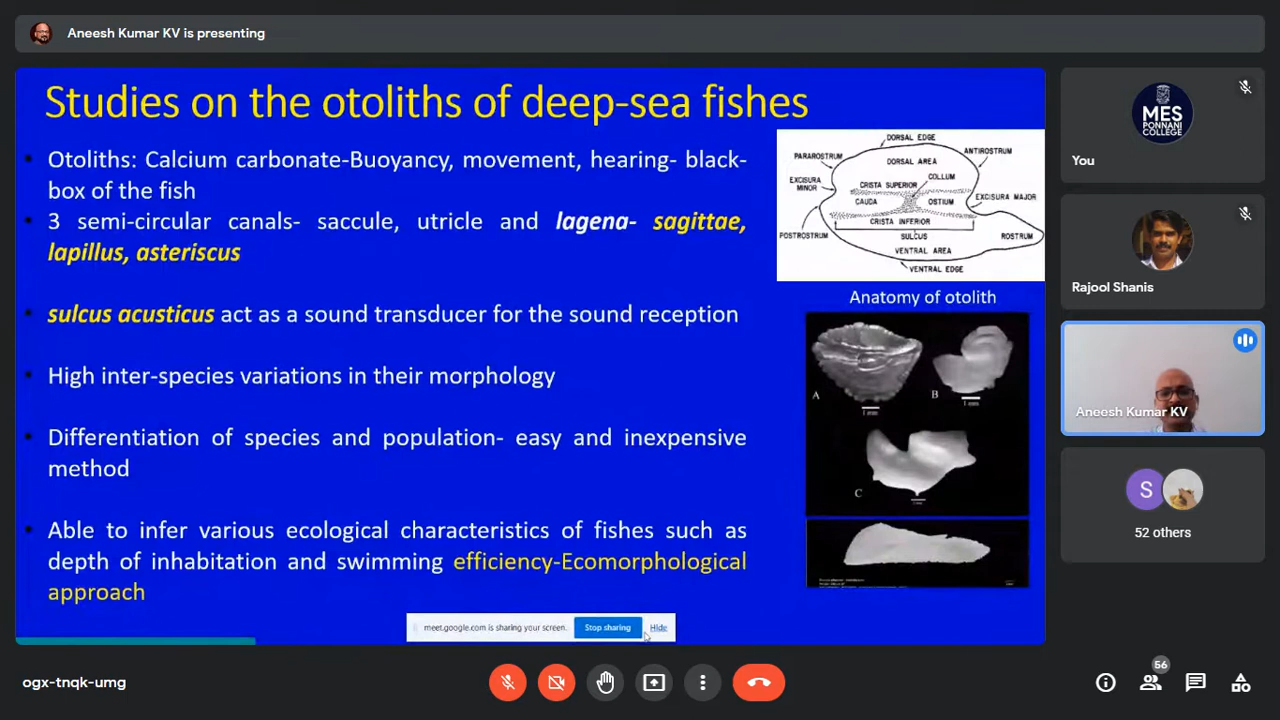 Aneesh Kumar KV is presenting
Studies on the otoliths of deep-sea fishes
Otoliths: Calcium carbonate-Buoyancy, movement, hearing- black-
box of the fish
3 semi-circular canals- saccule, utricle and lagena- sagittae,
lapillus, asteriscus
sulcus acusticus act as a sound transducer for the sound reception
High inter-species variations in their morphology
Differentiation of species and population- easy and inexpensive
method
Able to infer various ecological characteristics of fishes such as
depth of inhabitation and swimming efficiency-Ecomorphological
approach
DORSAL EDGE
PARAROSTRUM
DORSAL AREA
ANTIROSTRUM
COLLUM
EXCISURA
MINOR
CRISTA SUPERIOR
CAUDA
OSTIUM
EXCISURA MAJOR
CRISTA INFERIOR
POSTROSTRUM
SULCUS
ROSTRUM
VENTRAL AREA
VENTRAL EDGE
Anatomy of otolith
A
1 mm
B
1 mm
C
meet.google.com is sharing your screen.
Stop sharing
Hide
MES
PONNANI
COLLEGE
You
Rajool Shanis
Aneesh Kumar KV
S
52 others
ogx-tnqk-umg
56